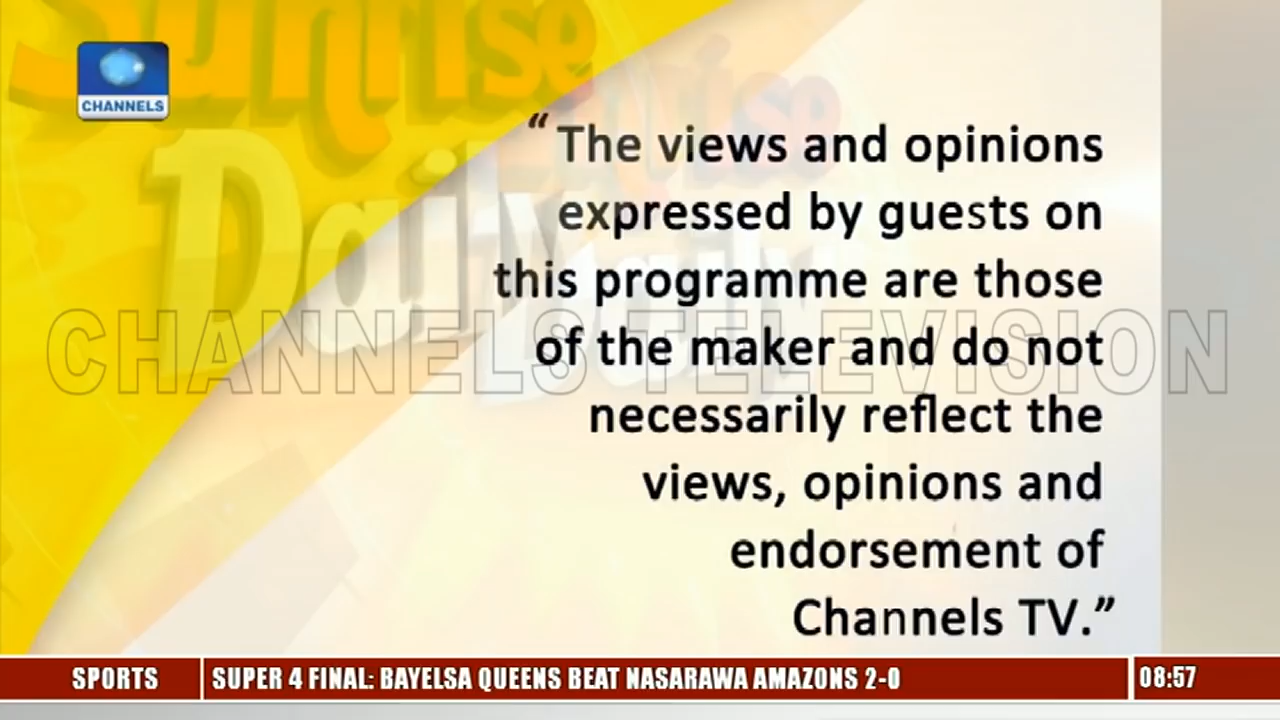 Sunrise
Daily
CHANNELS
“The views and opinions
expressed by guests on
this programme are those
of the maker and do not
necessarily reflect the
views, opinions and
endorsement of
Channels TV.”
CHANNELS TELEVISION
SPORTS
SUPER 4 FINAL: BAYELSA QUEENS BEAT NASARAWA AMAZONS 2-0
08:57